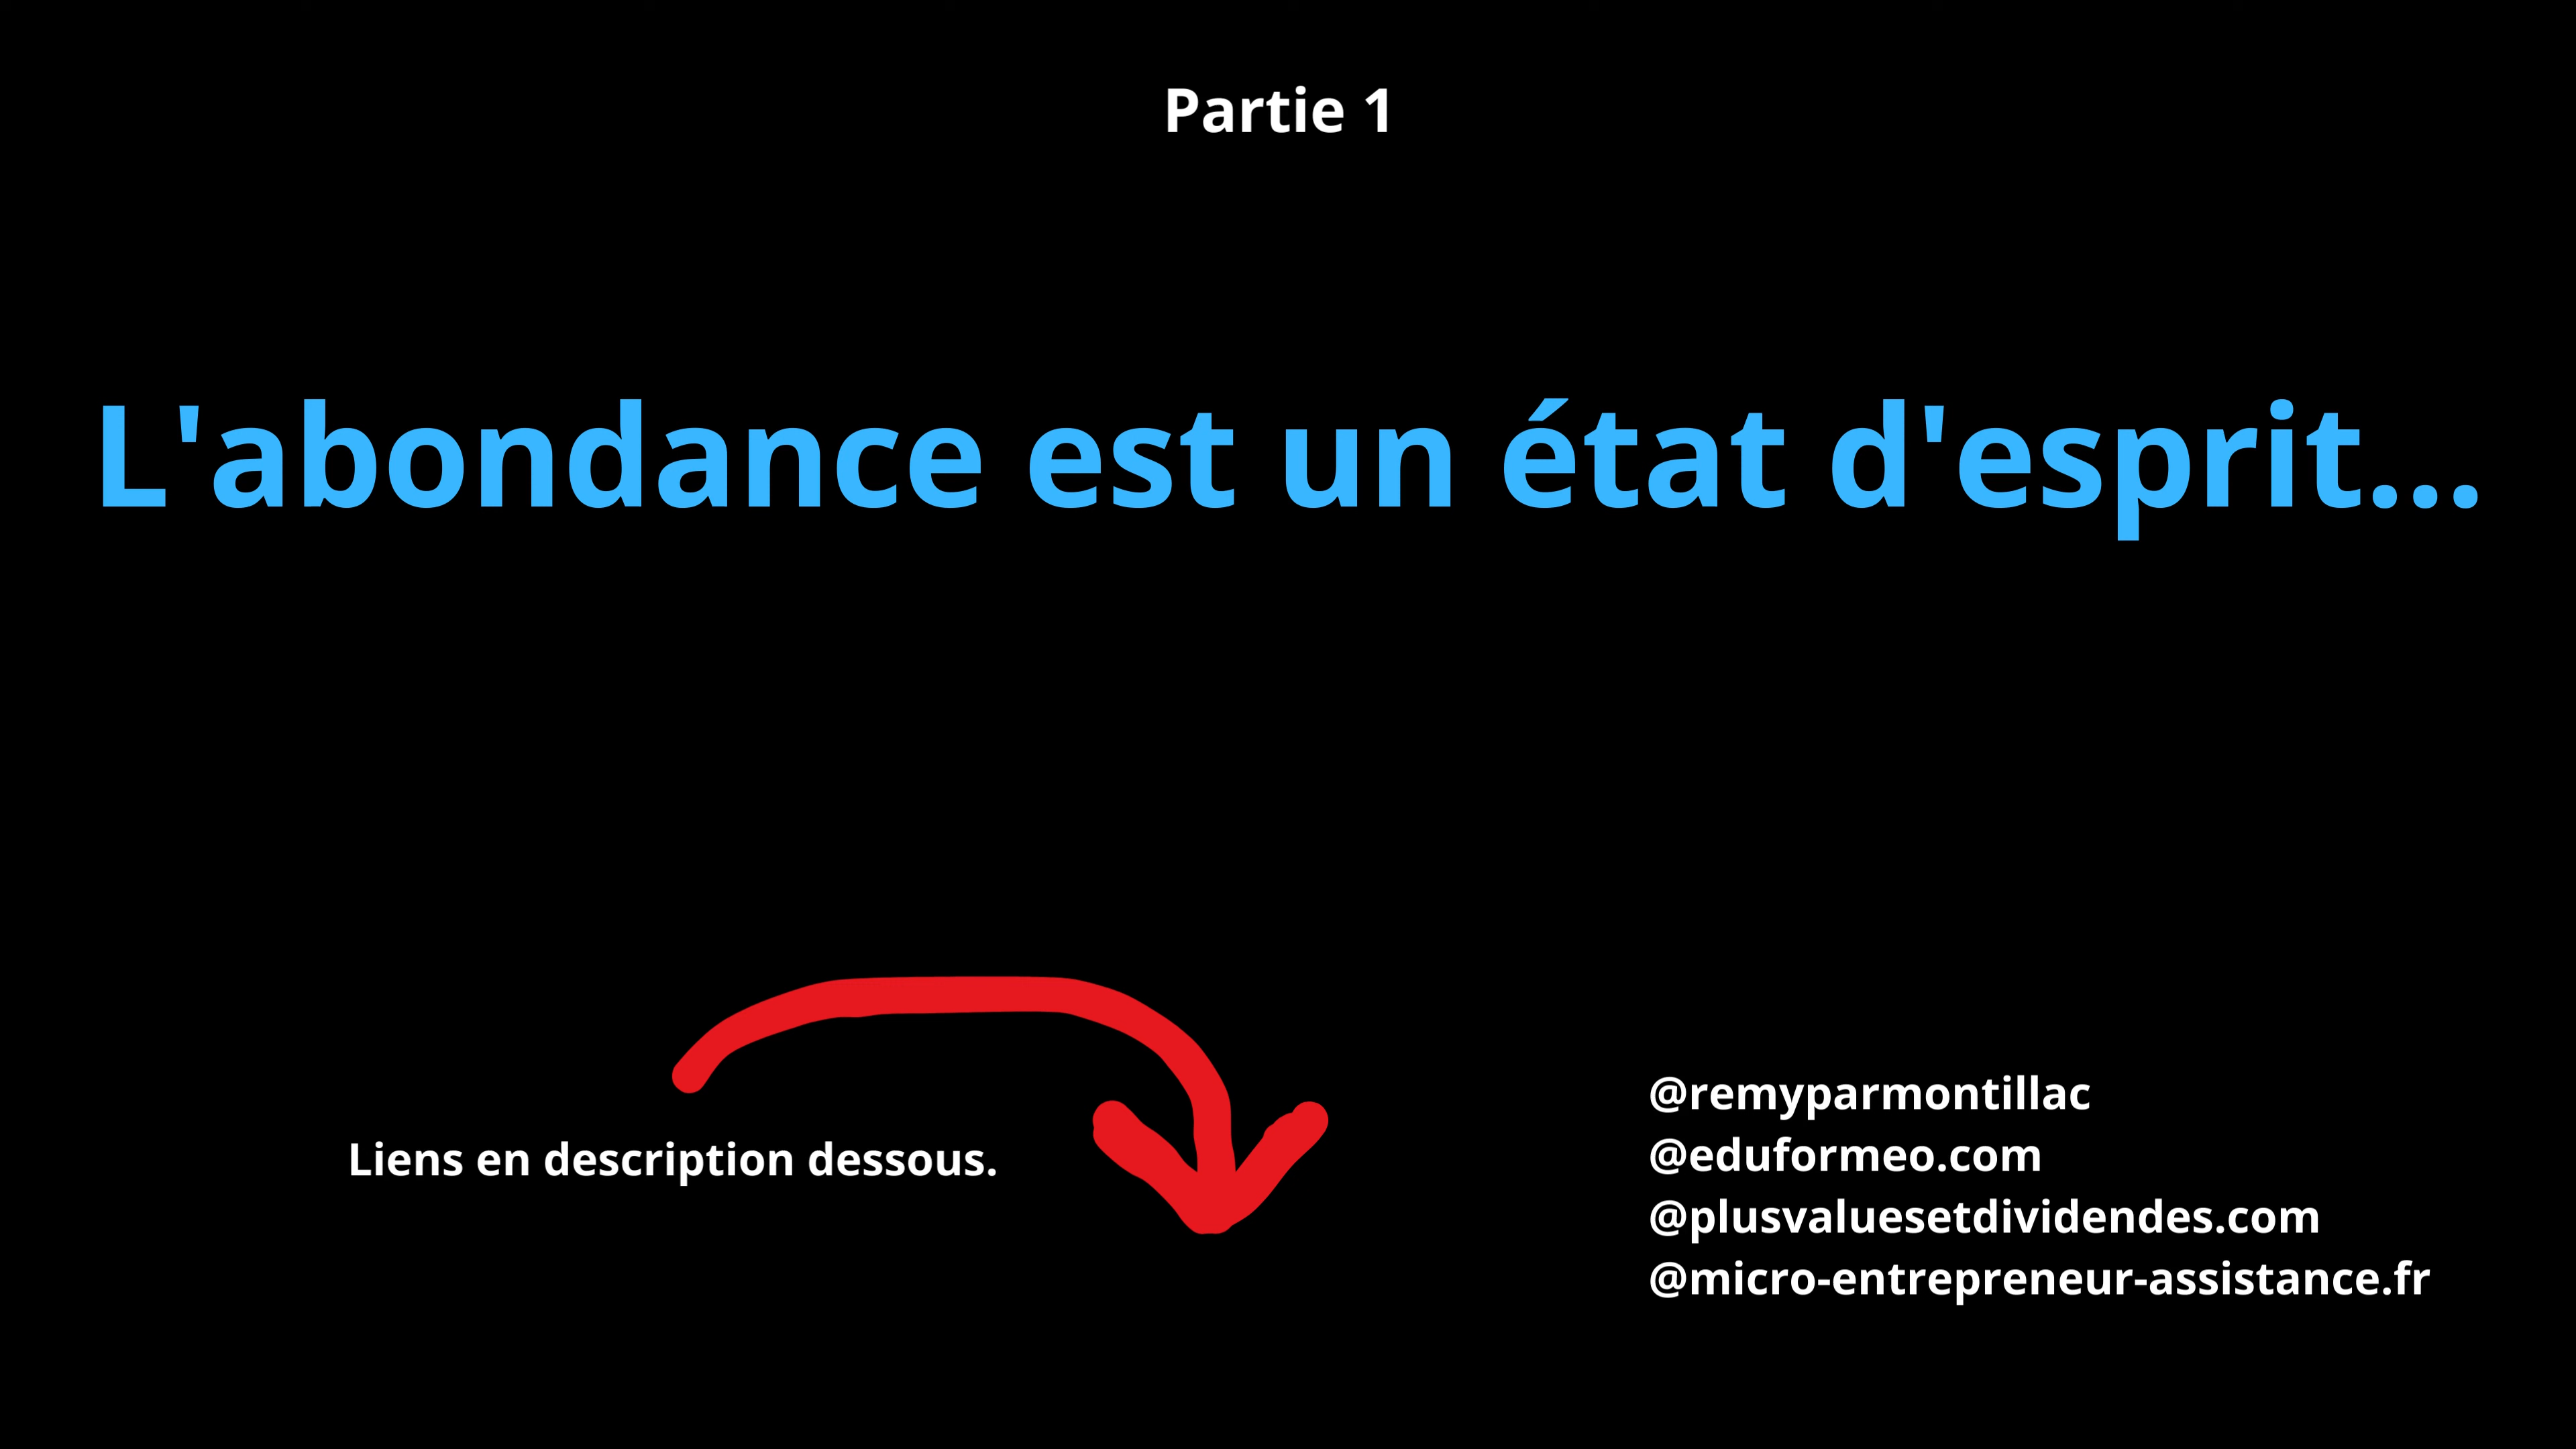 Partie 1
L'abondance est un état d'esprit...
Liens en description dessous.
@remyparmontillac
@eduformeo.com
@plusvaluesetdividendes.com
@micro-entrepreneur-assistance.fr